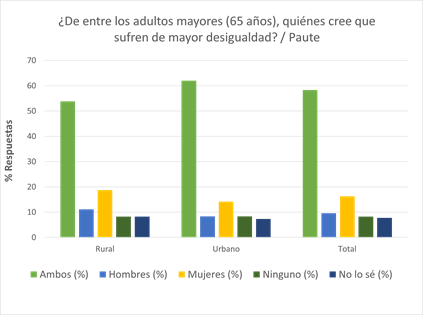 ¿De entre los adultos mayores (65 años), quiénes cree que
sufren de mayor desigualdad? / Paute
% Respuestas
70
60
50
40
30
20
10
0
Rural Urbano Total
Ambos (%) Hombres (%) Mujeres (%) Ninguno (%) No lo sé (%)